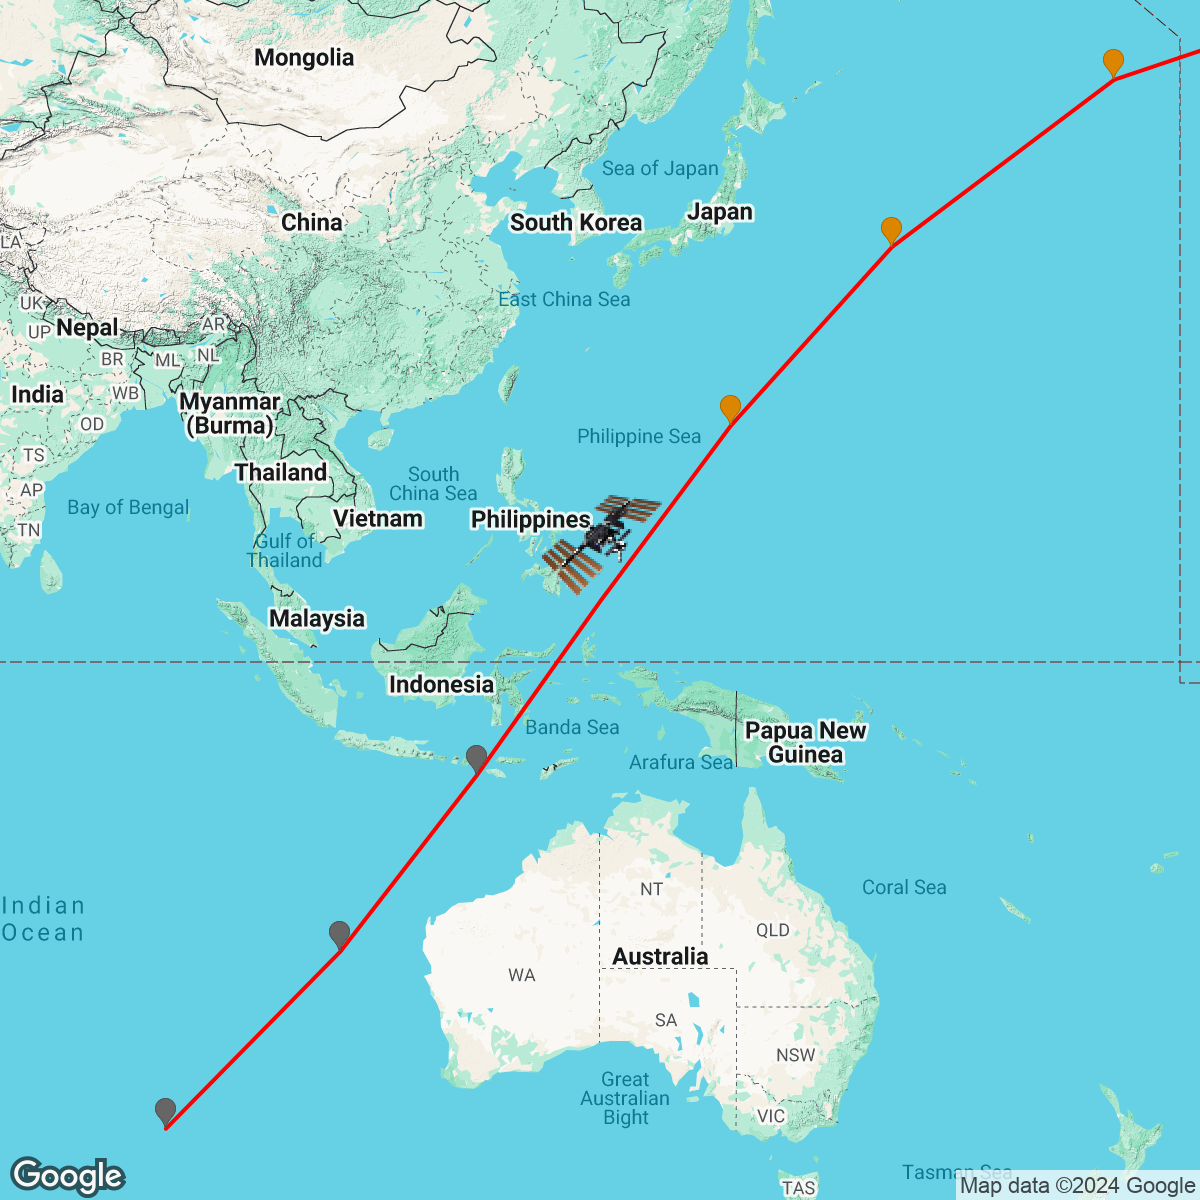 Mongolia
Sea of Japan
China
South Korea
Japan
LA
East China Sea
UK
Nepal
UP
AR
BR
ML
NL
India
WB
Myanmar
(Burma)
OD
Philippine Sea
TS
Thailand
South
China Sea
AP
Bay of Bengal
Vietnam
Philippines
TN
Gulf of
Thailand
Malaysia
Indonesia
Banda Sea
Papua New
Guinea
Arafura Sea
NT
Coral Sea
Indian
Ocean
QLD
Australia
WA
SA
NSW
Great
Australian
Bight
VIC
Tasman Sea
TAS
Google
Map data ©2024 Google